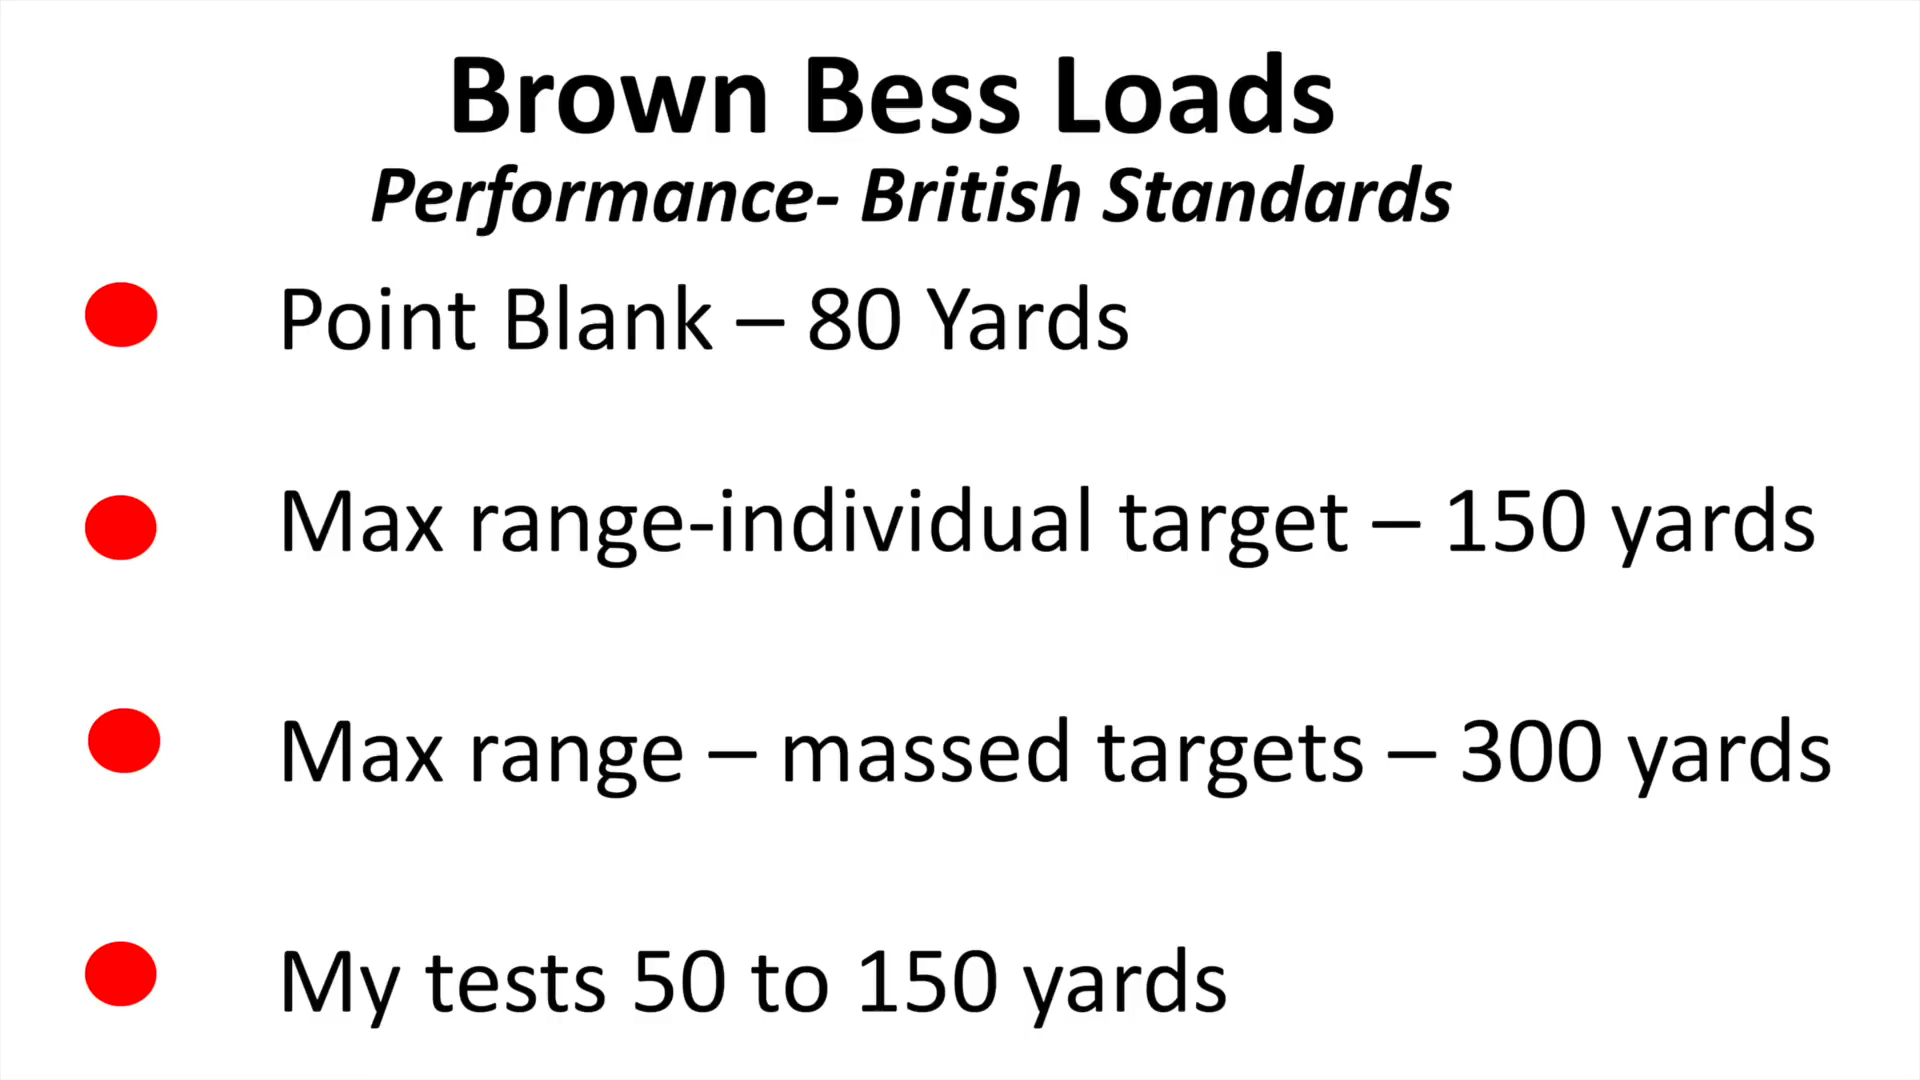 Brown Bess Loads
Performance- British Standards
Point Blank – 80 Yards
Max range-individual target – 150 yards
Max range – massed targets – 300 yards
My tests 50 to 150 yards